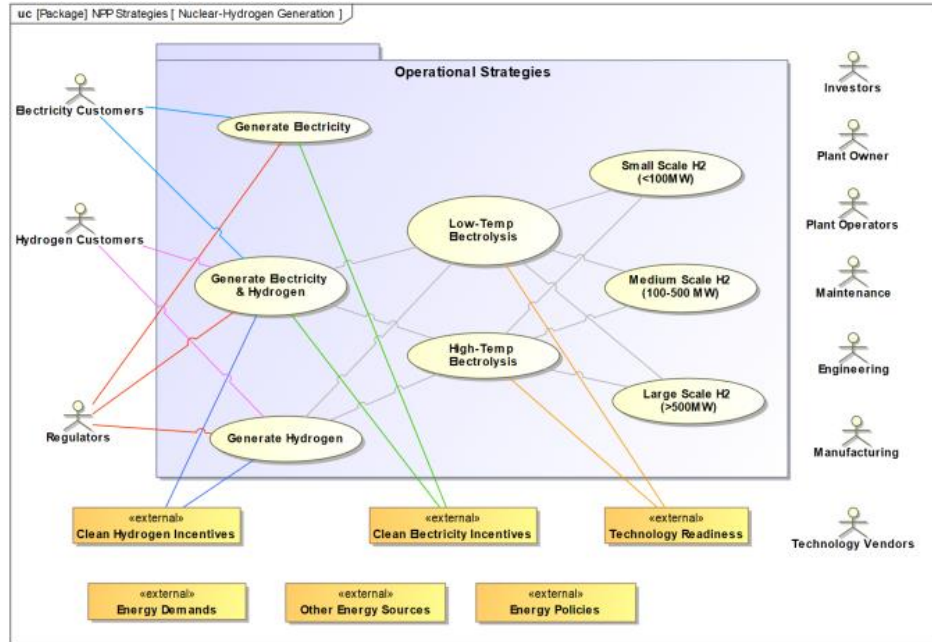 uc [Package] NPP Strategies [ Nuclear-Hydrogen Generation ]
Operational Strategies
Electricity Customers
Hydrogen Customers
Regulators
Generate Electricity
Generate Electricity
& Hydrogen
Generate Hydrogen
Low-Temp
Electrolysis
High-Temp
Electrolysis
Small Scale H2
(<100MW)
Medium Scale H2
(100-500 MW)
Large Scale H2
(>500MW)
Investors
Plant Owner
Plant Operators
Maintenance
Engineering
Manufacturing
Technology Vendors
«external»
Clean Hydrogen Incentives
«external»
Clean Electricity Incentives
«external»
Technology Readiness
«external»
Energy Demands
«external»
Other Energy Sources
«external»
Energy Policies